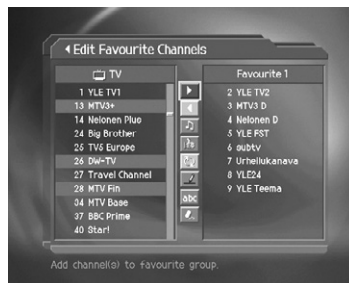 Edit Favourite Channels
TV
1 YLE TV1
13 MTV3+
14 Nelonen Plus
24 Big Brother
25 TV5 Europe
26 DW-TV
27 Travel Channel
28 MTV Fin
34 MTV Base
37 BBC Prime
40 Star!
abc
Favourite 1
2 YLE TV2
3 MTV3 D
4 Nelonen D
5 YLE FST
6 subtv
7 Urheilukanava
8 YLE24
9 YLE Teema
Add channel(s) to favourite group.